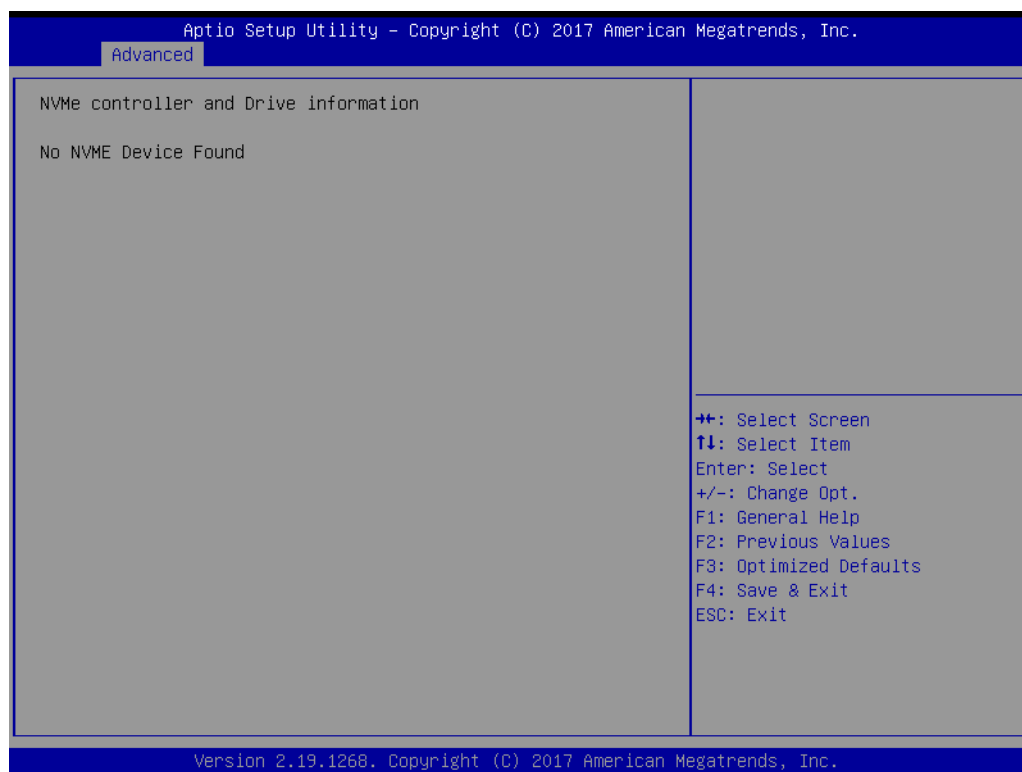 Aptio Setup Utility – Copyright (C) 2017 American Megatrends, Inc.
Advanced
NVMe controller and Drive information
No NVME Device Found
→←: Select Screen
↑↓: Select Item
Enter: Select
+/-: Change Opt.
F1: General Help
F2: Previous Values
F3: Optimized Defaults
F4: Save & Exit
ESC: Exit
Version 2.19.1268. Copyright (C) 2017 American Megatrends, Inc.